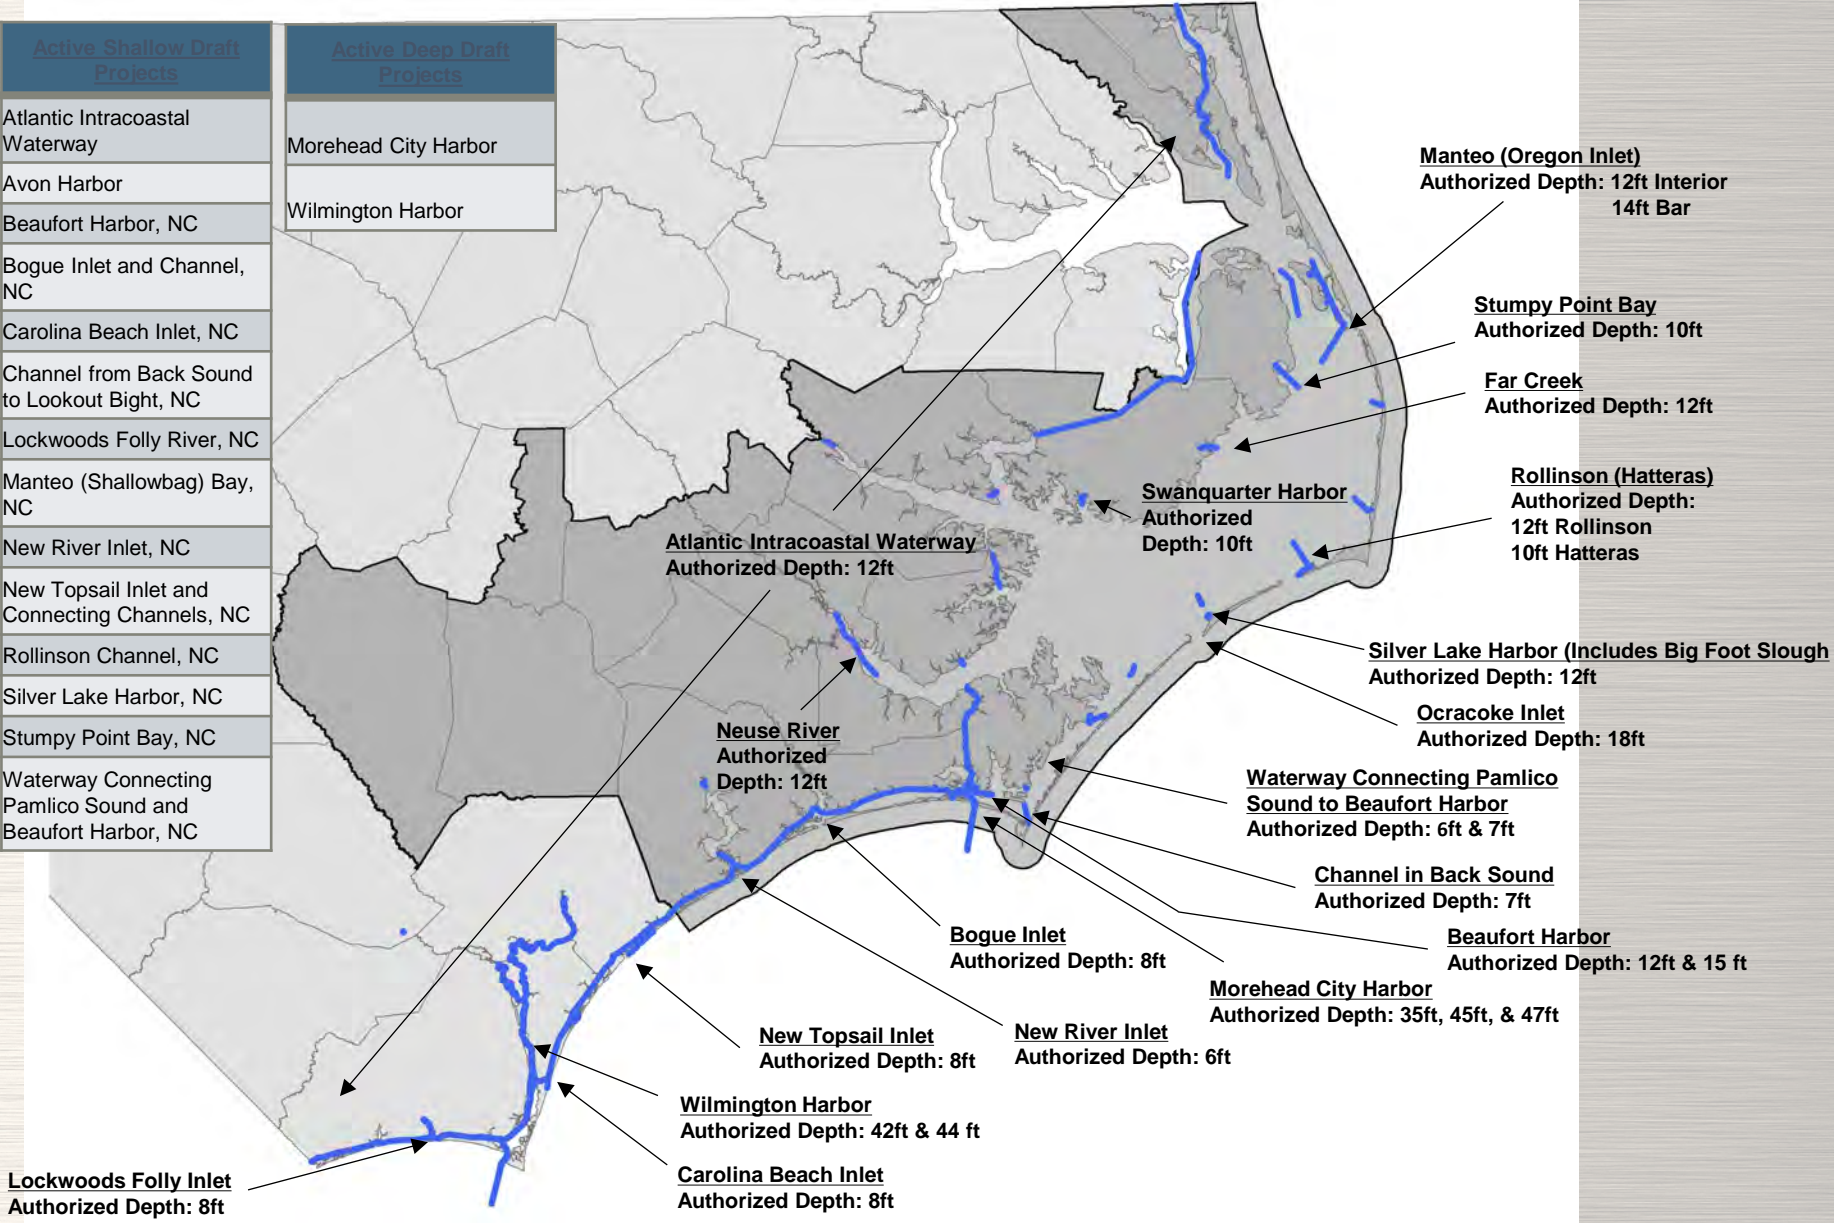 Active Shallow Draft
Projects
Atlantic Intracoastal
Waterway
Avon Harbor
Beaufort Harbor, NC
Bogue Inlet and Channel,
NC
Carolina Beach Inlet, NC
Channel from Back Sound
to Lookout Bight, NC
Lockwoods Folly River, NC
Manteo (Shallowbag) Bay,
NC
New River Inlet, NC
New Topsail Inlet and
Connecting Channels, NC
Rollinson Channel, NC
Silver Lake Harbor, NC
Stumpy Point Bay, NC
Waterway Connecting
Pamlico Sound and
Beaufort Harbor, NC
Active Deep Draft
Projects
Morehead City Harbor
Wilmington Harbor
Manteo (Oregon Inlet)
Authorized Depth: 12ft Interior
14ft Bar
Stumpy Point Bay
Authorized Depth: 10ft
Far Creek
Authorized Depth: 12ft
Rollinson (Hatteras)
Authorized Depth:
12ft Rollinson
10ft Hatteras
Swanquarter Harbor
Authorized
Depth: 10ft
Atlantic Intracoastal Waterway
Authorized Depth: 12ft
Silver Lake Harbor (Includes Big Foot Slough
Authorized Depth: 12ft
Ocracoke Inlet
Authorized Depth: 18ft
Neuse River
Authorized
Depth: 12ft
Waterway Connecting Pamlico
Sound to Beaufort Harbor
Authorized Depth: 6ft & 7ft
Channel in Back Sound
Authorized Depth: 7ft
Beaufort Harbor
Authorized Depth: 12ft & 15 ft
Bogue Inlet
Authorized Depth: 8ft
Morehead City Harbor
Authorized Depth: 35ft, 45ft, & 47ft
New River Inlet
Authorized Depth: 6ft
New Topsail Inlet
Authorized Depth: 8ft
Wilmington Harbor
Authorized Depth: 42ft & 44 ft
Carolina Beach Inlet
Authorized Depth: 8ft
Lockwoods Folly Inlet
Authorized Depth: 8ft